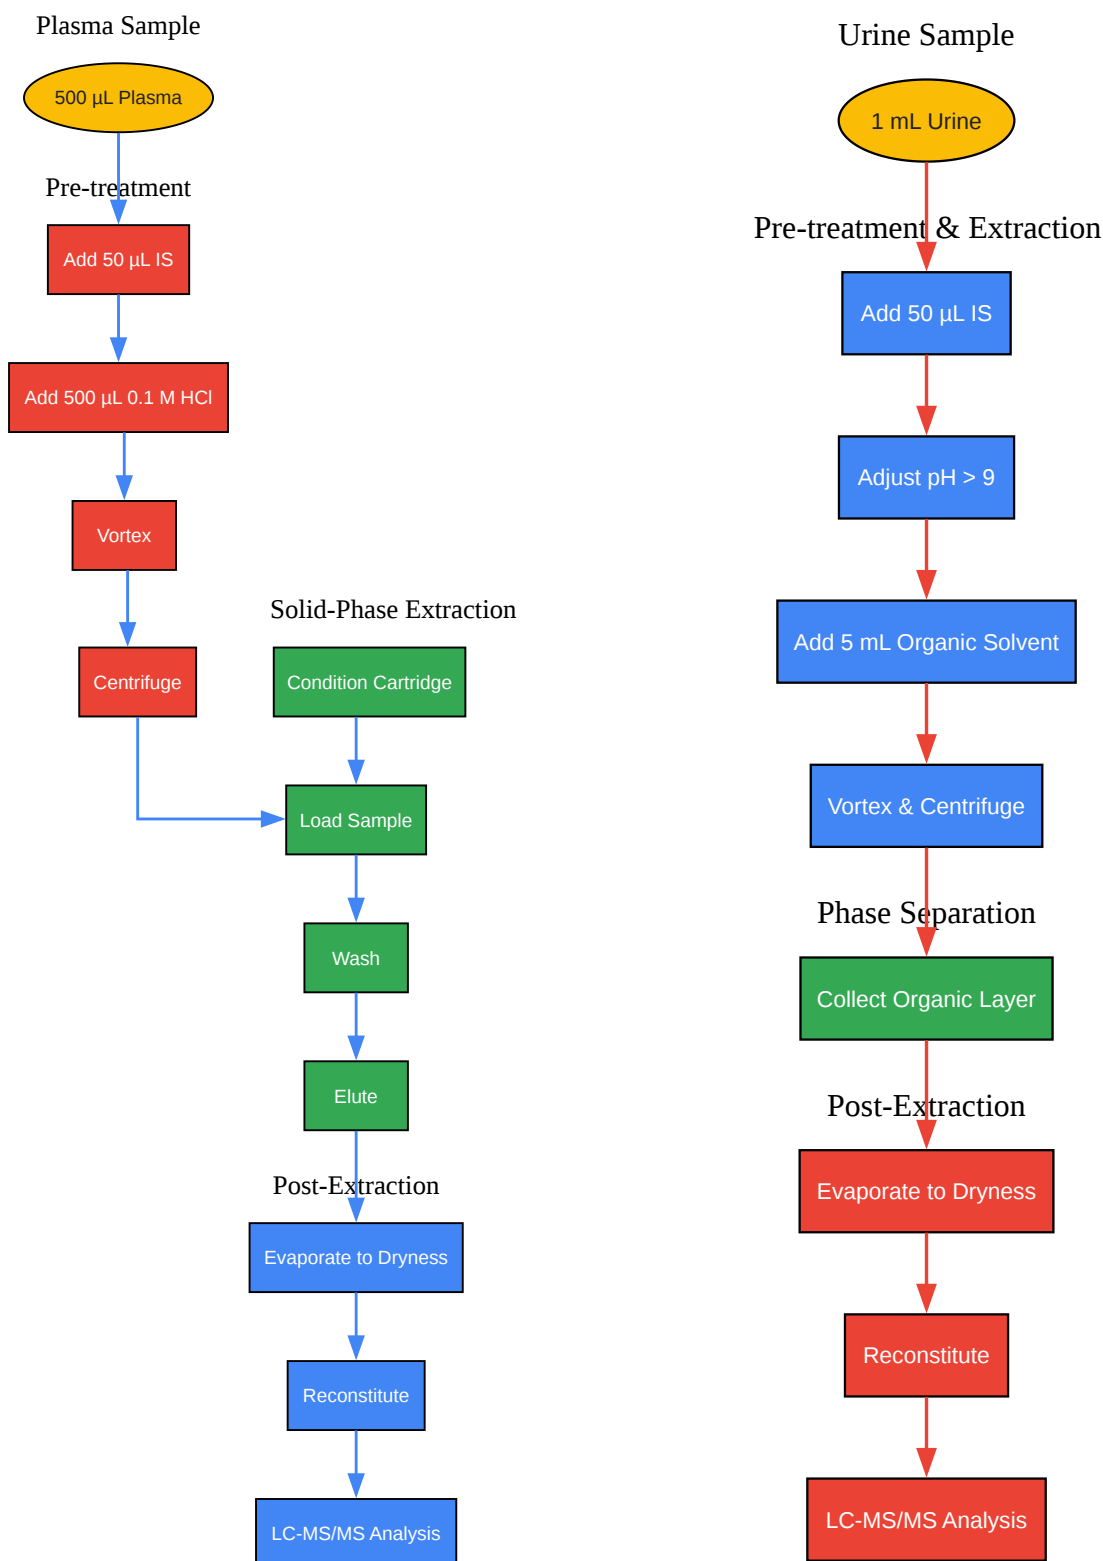 Plasma Sample
500 µL Plasma
Pre-treatment
Add 50 µL IS
Add 500 µL 0.1 M HCl
Vortex
Centrifuge
Solid-Phase Extraction
Condition Cartridge
Load Sample
Wash
Elute
Post-Extraction
Evaporate to Dryness
Reconstitute
LC-MS/MS Analysis
Urine Sample
1 mL Urine
Pre-treatment & Extraction
Add 50 µL IS
Adjust pH > 9
Add 5 mL Organic Solvent
Vortex & Centrifuge
Phase Separation
Collect Organic Layer
Post-Extraction
Evaporate to Dryness
Reconstitute
LC-MS/MS Analysis